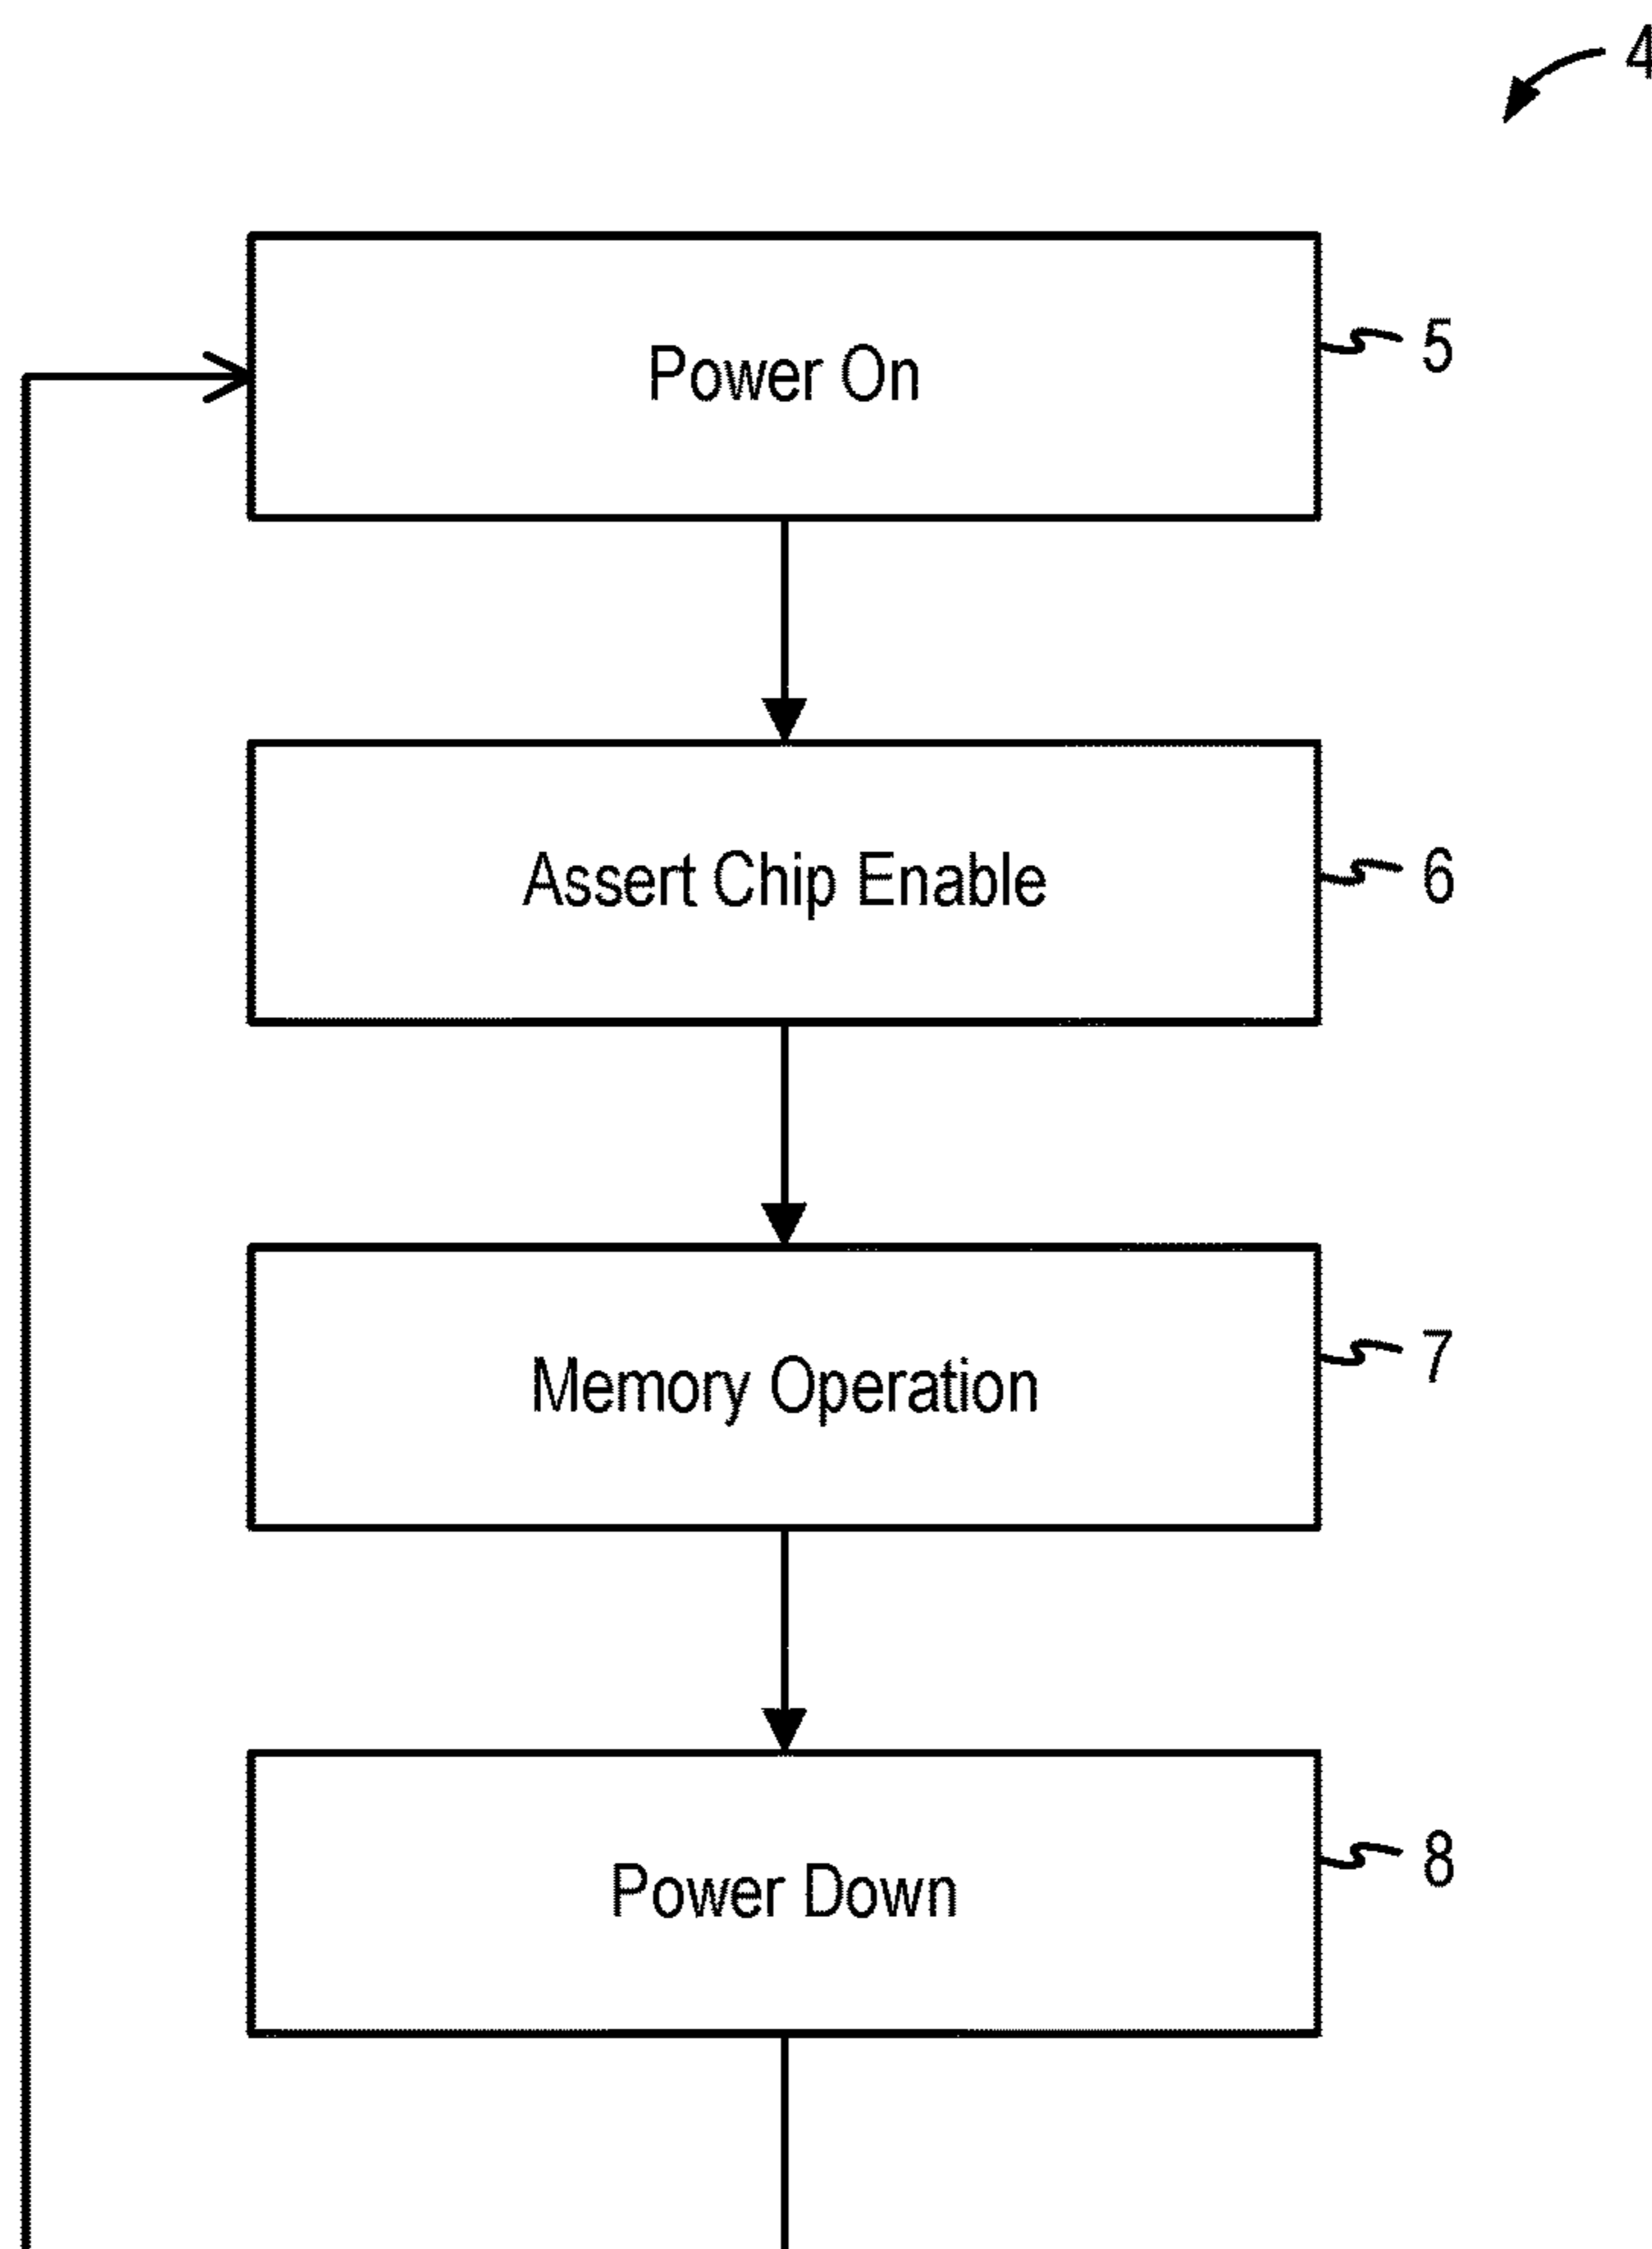 4
Power On
5
Assert Chip Enable
6
Memory Operation
7
Power Down
8